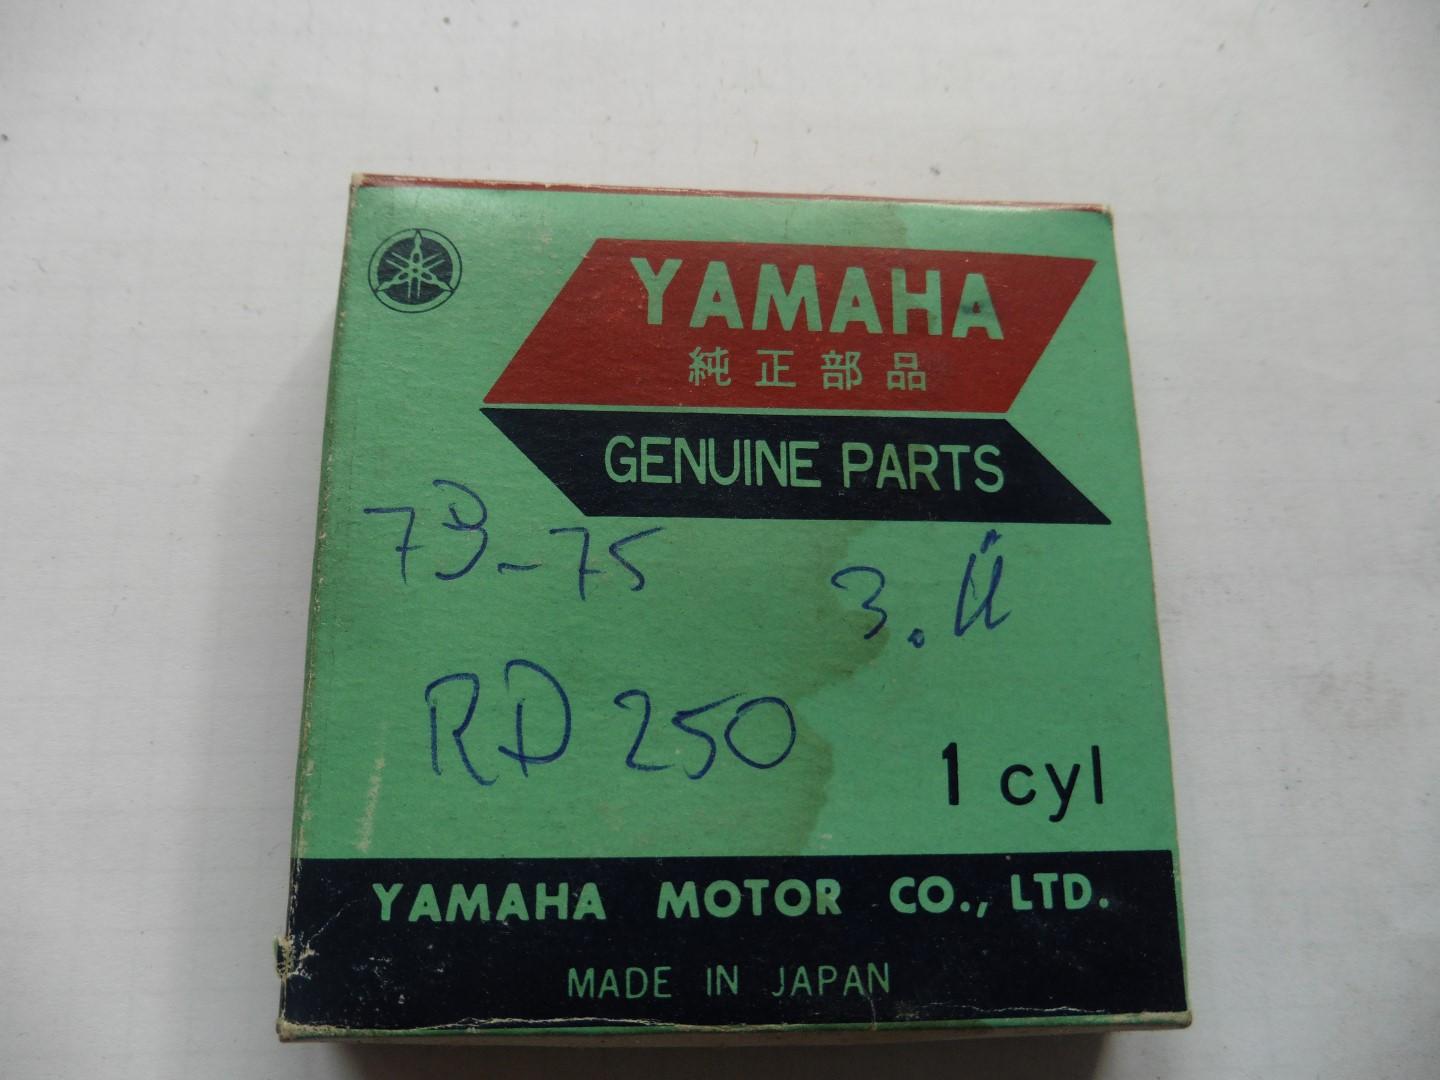 YAMAHA
純正部品
GENUINE PARTS
73-75
3.Ü
RD 250
1 cyl
YAMAHA MOTOR CO., LTD.
MADE IN JAPAN